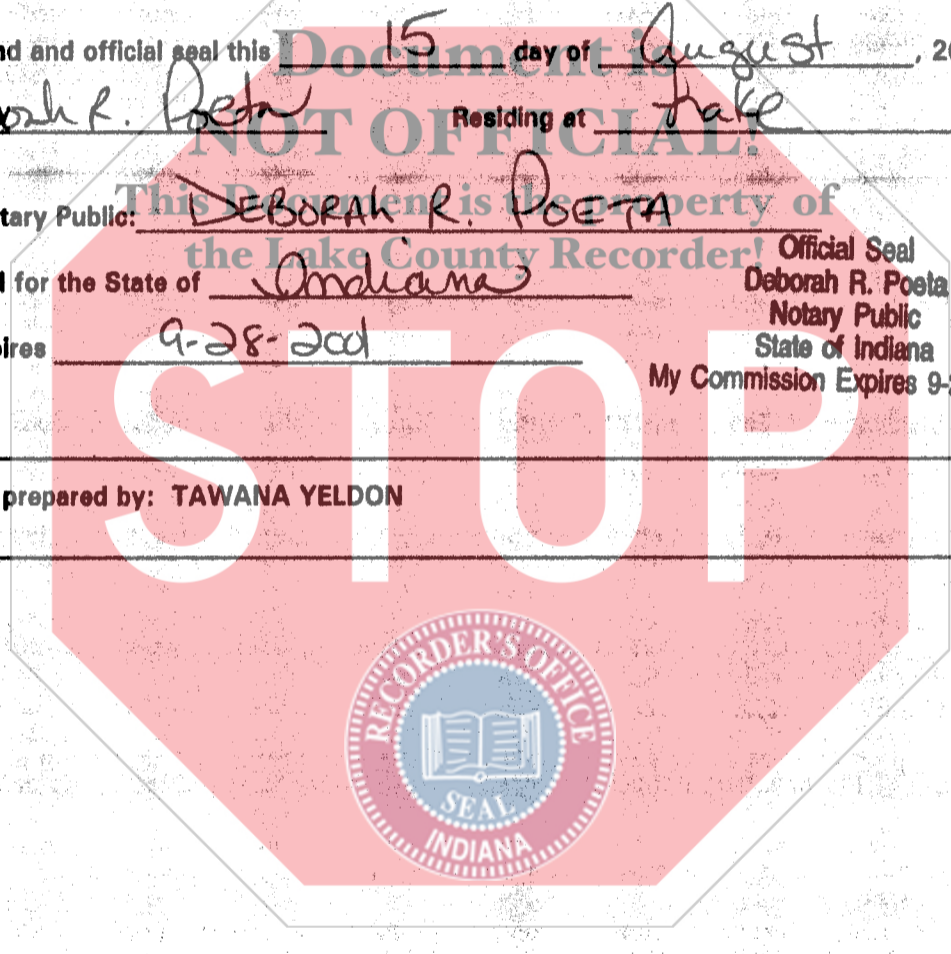 nd and official seal this 15 day of August, 20
orah R. Poeta Residing at Lake
Document is
NOT OFFICIAL!
This Document is the property of
the Lake County Recorder!
tary Public: DEBORAH R. POETA
for the State of Indiana
ires 9-28-2001
Official Seal
Deborah R. Poeta
Notary Public
State of Indiana
My Commission Expires 9-
STOP
prepared by: TAWANA YELDON
RECORDER'S OFFICE
SEAL
INDIANA